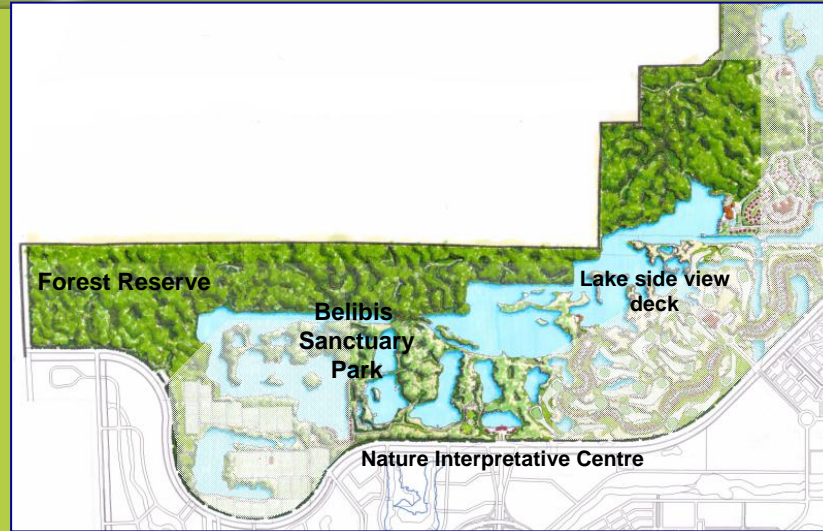 Forest Reserve
Belibis
Sanctuary
Park
Lake side view
deck
Nature Interpretative Centre